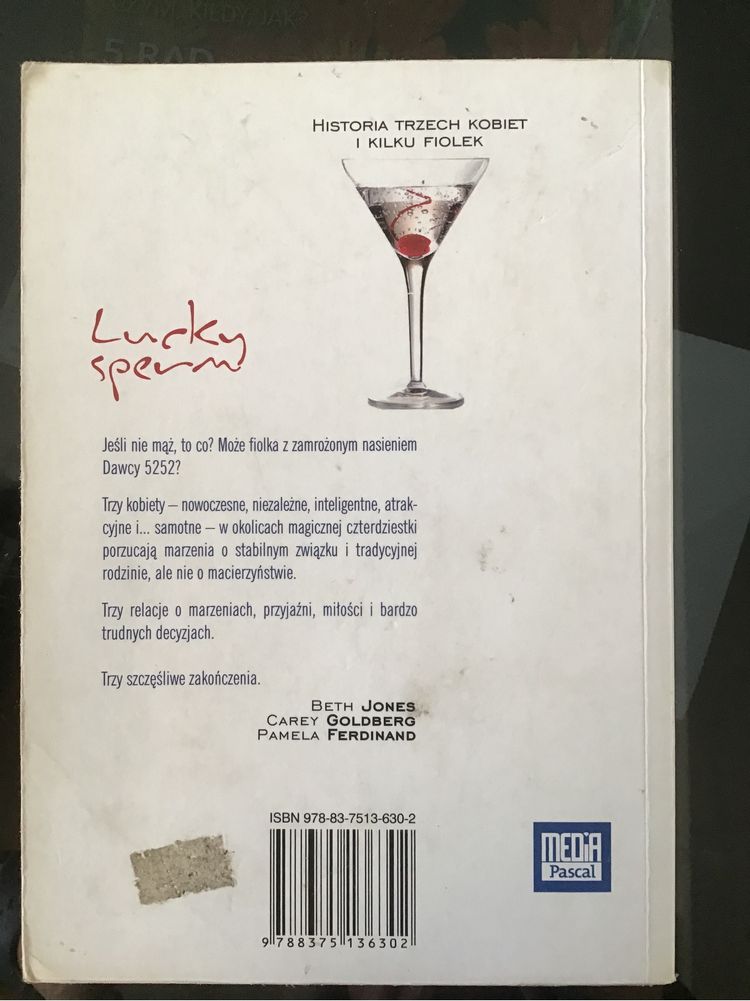 5 RAD
HISTORIA TRZECH KOBIET
I KILKU FIOLEK
Lucky
sperm
Jeśli nie mąż, to co? Może fiolka z zamrożonym nasieniem
Dawcy 5252?
Trzy kobiety – nowoczesne, niezależne, inteligentne, atrak-
cyjne i... samotne – w okolicach magicznej czterdziestki
porzucają marzenia o stabilnym związku i tradycyjnej
rodzinie, ale nie o macierzyństwie.
Trzy relacje o marzeniach, przyjaźni, miłości i bardzo
trudnych decyzjach.
Trzy szczęśliwe zakończenia.
BETH JONES
CAREY GOLDBERG
PAMELA FERDINAND
ISBN 978-83-7513-630-2
9 788375 136302
MEDIA
Pascal